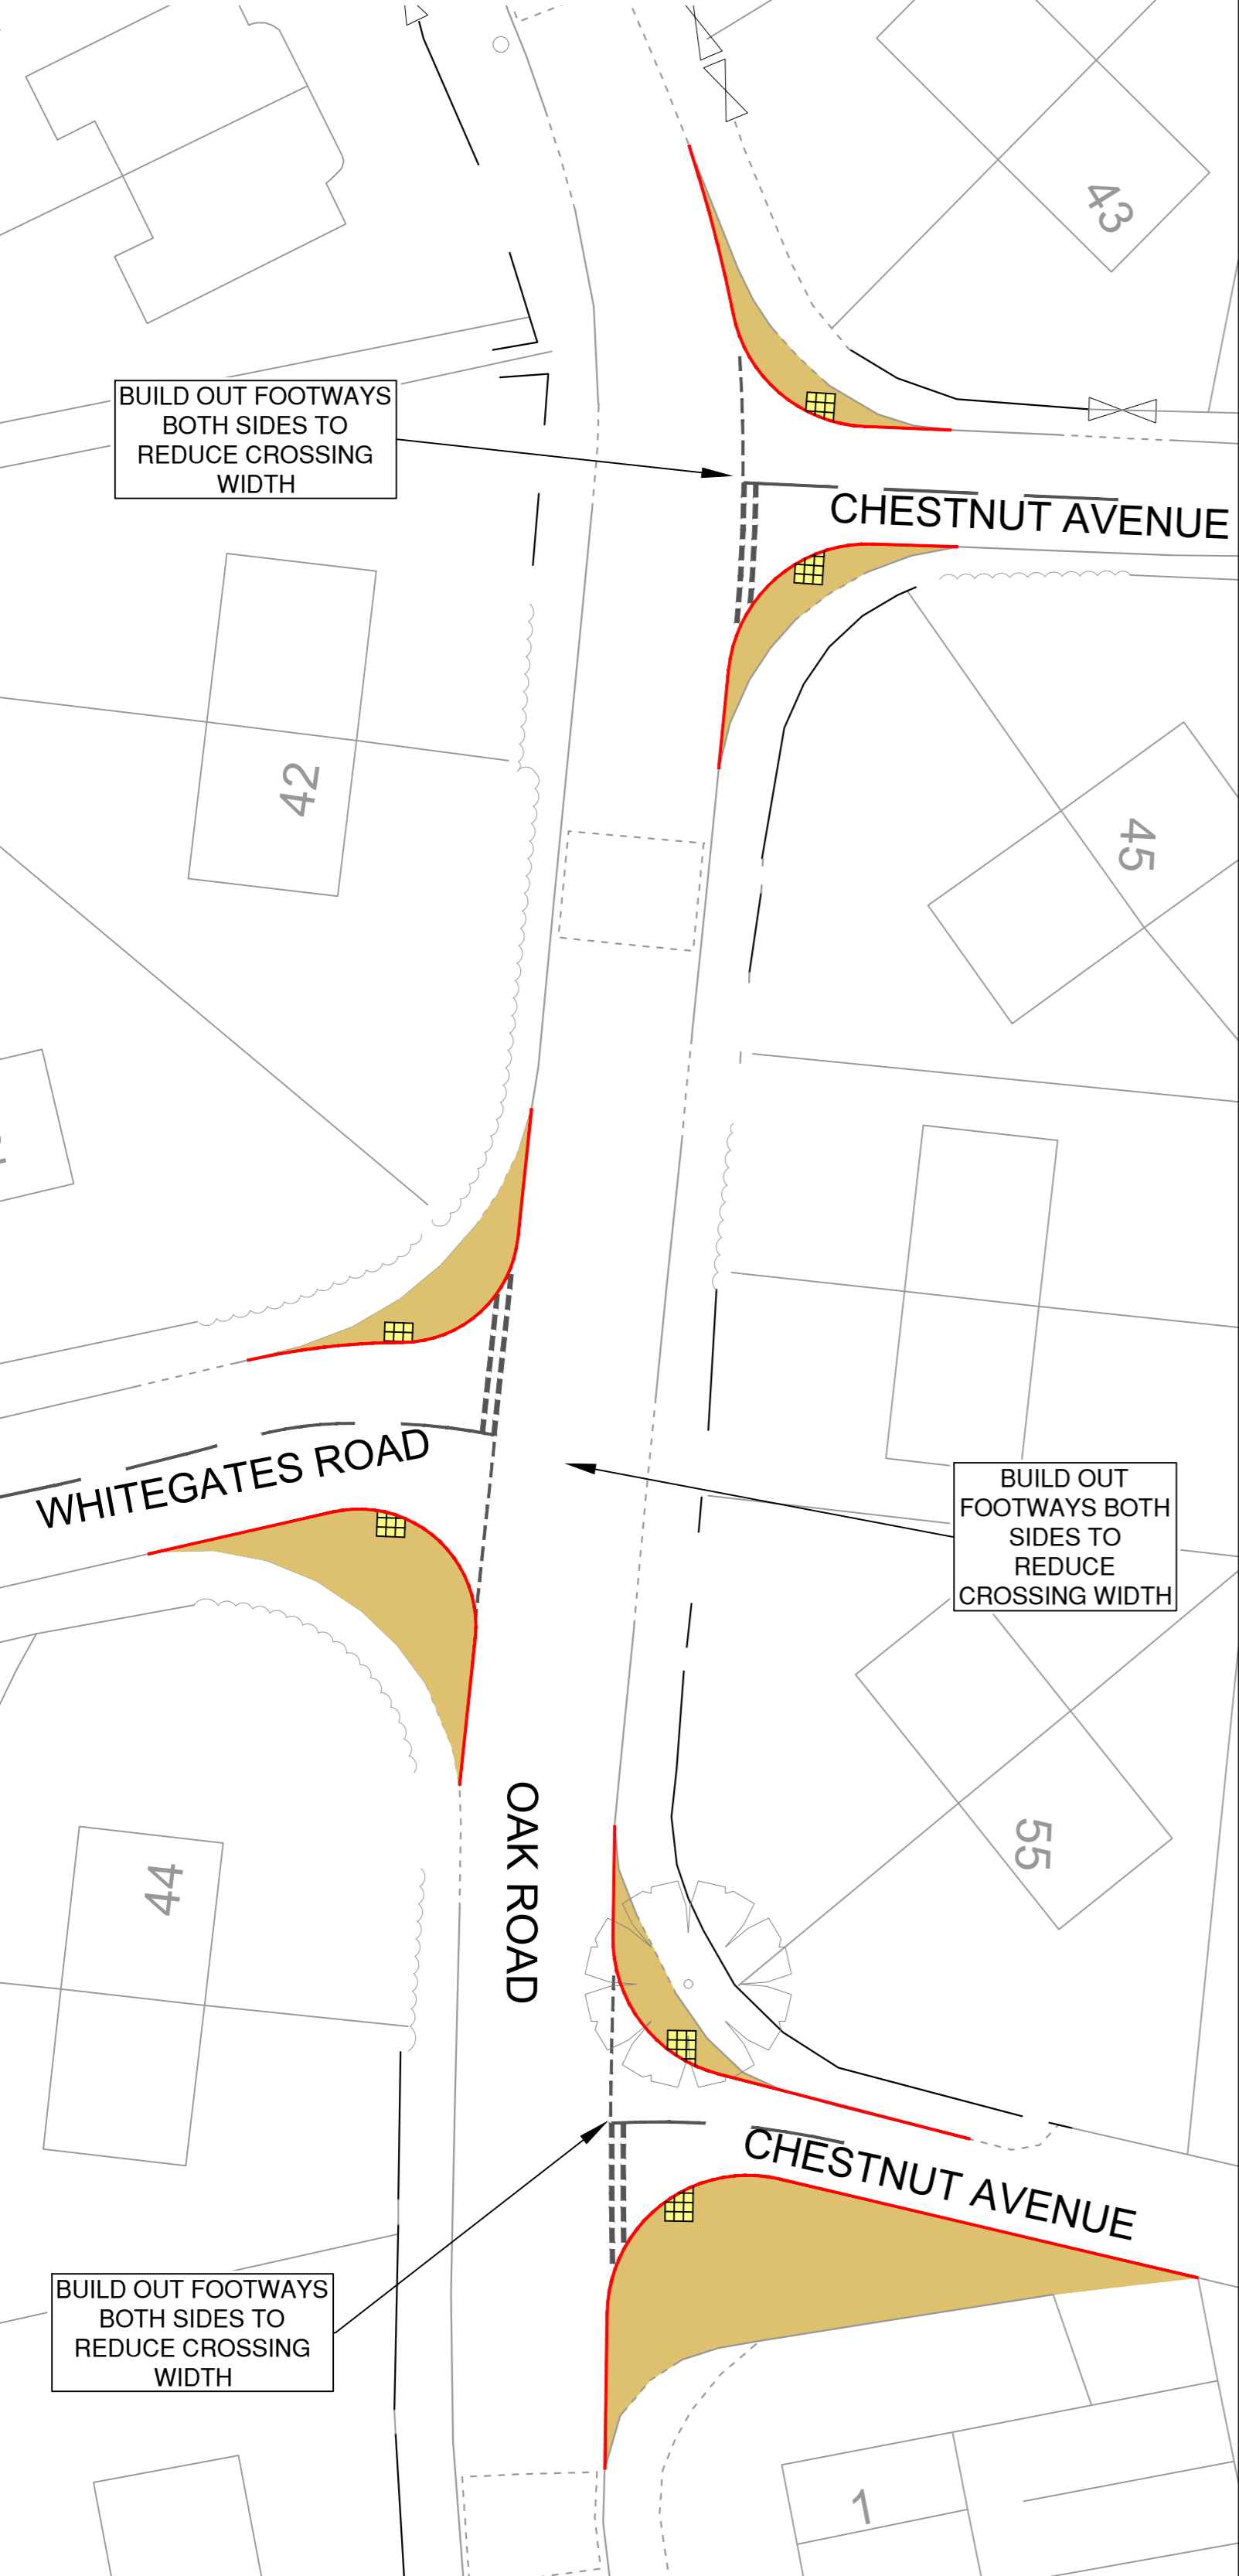 43
BUILD OUT FOOTWAYS
BOTH SIDES TO
REDUCE CROSSING
WIDTH
CHESTNUT AVENUE
42
45
WHITEGATES ROAD
BUILD OUT
FOOTWAYS BOTH
SIDES TO
REDUCE
CROSSING WIDTH
OAK ROAD
55
44
CHESTNUT AVENUE
BUILD OUT FOOTWAYS
BOTH SIDES TO
REDUCE CROSSING
WIDTH
1